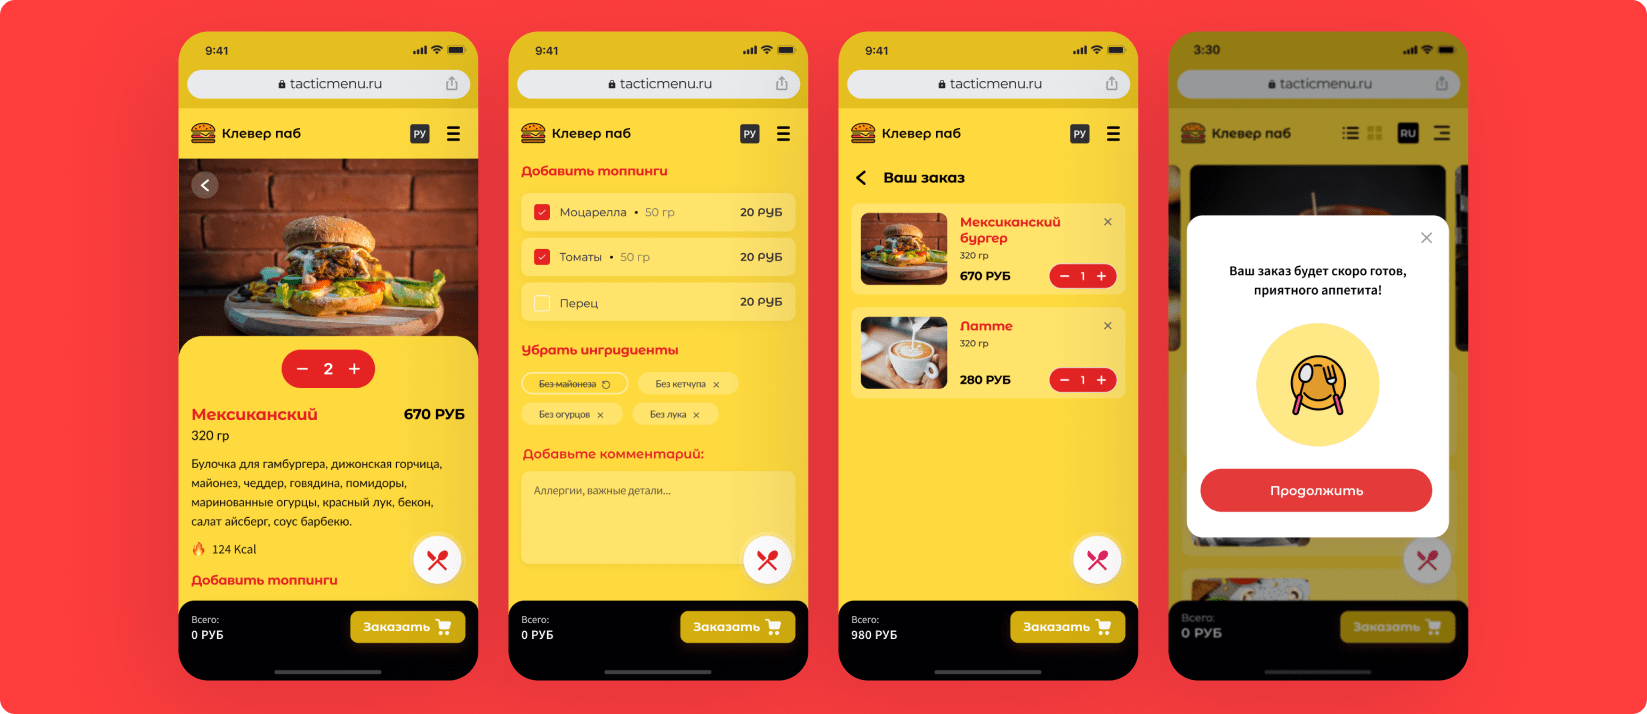 9:41
tacticmenu.ru
Клевер паб
РУ
2
Мексиканский
670 РУБ
320 гр
Булочка для гамбургера, дижонская горчица,
майонез, чеддер, говядина, помидоры,
маринованные огурцы, красный лук, бекон,
салат айсберг, соус барбекю.
124 Kcal
Добавить топпинги
Всего:
0 РУБ
Заказать
9:41
tacticmenu.ru
Клевер паб
РУ
Добавить топпинги
Моцарелла • 50 гр
20 РУБ
Томаты • 50 гр
20 РУБ
Перец
20 РУБ
Убрать ингридиенты
Без майонеза
Без кетчупа
Без огурцов
Без лука
Добавьте комментарий:
Аллергии, важные детали...
Всего:
0 РУБ
Заказать
9:41
tacticmenu.ru
Клевер паб
РУ
Ваш заказ
Мексиканский
бургер
320 гр
670 РУБ
1
Латте
320 гр
280 РУБ
1
Всего:
980 РУБ
Заказать
3:30
tacticmenu.ru
Клевер паб
RU
Ваш заказ будет скоро готов,
приятного аппетита!
Продолжить
Всего:
0 РУБ
Заказать